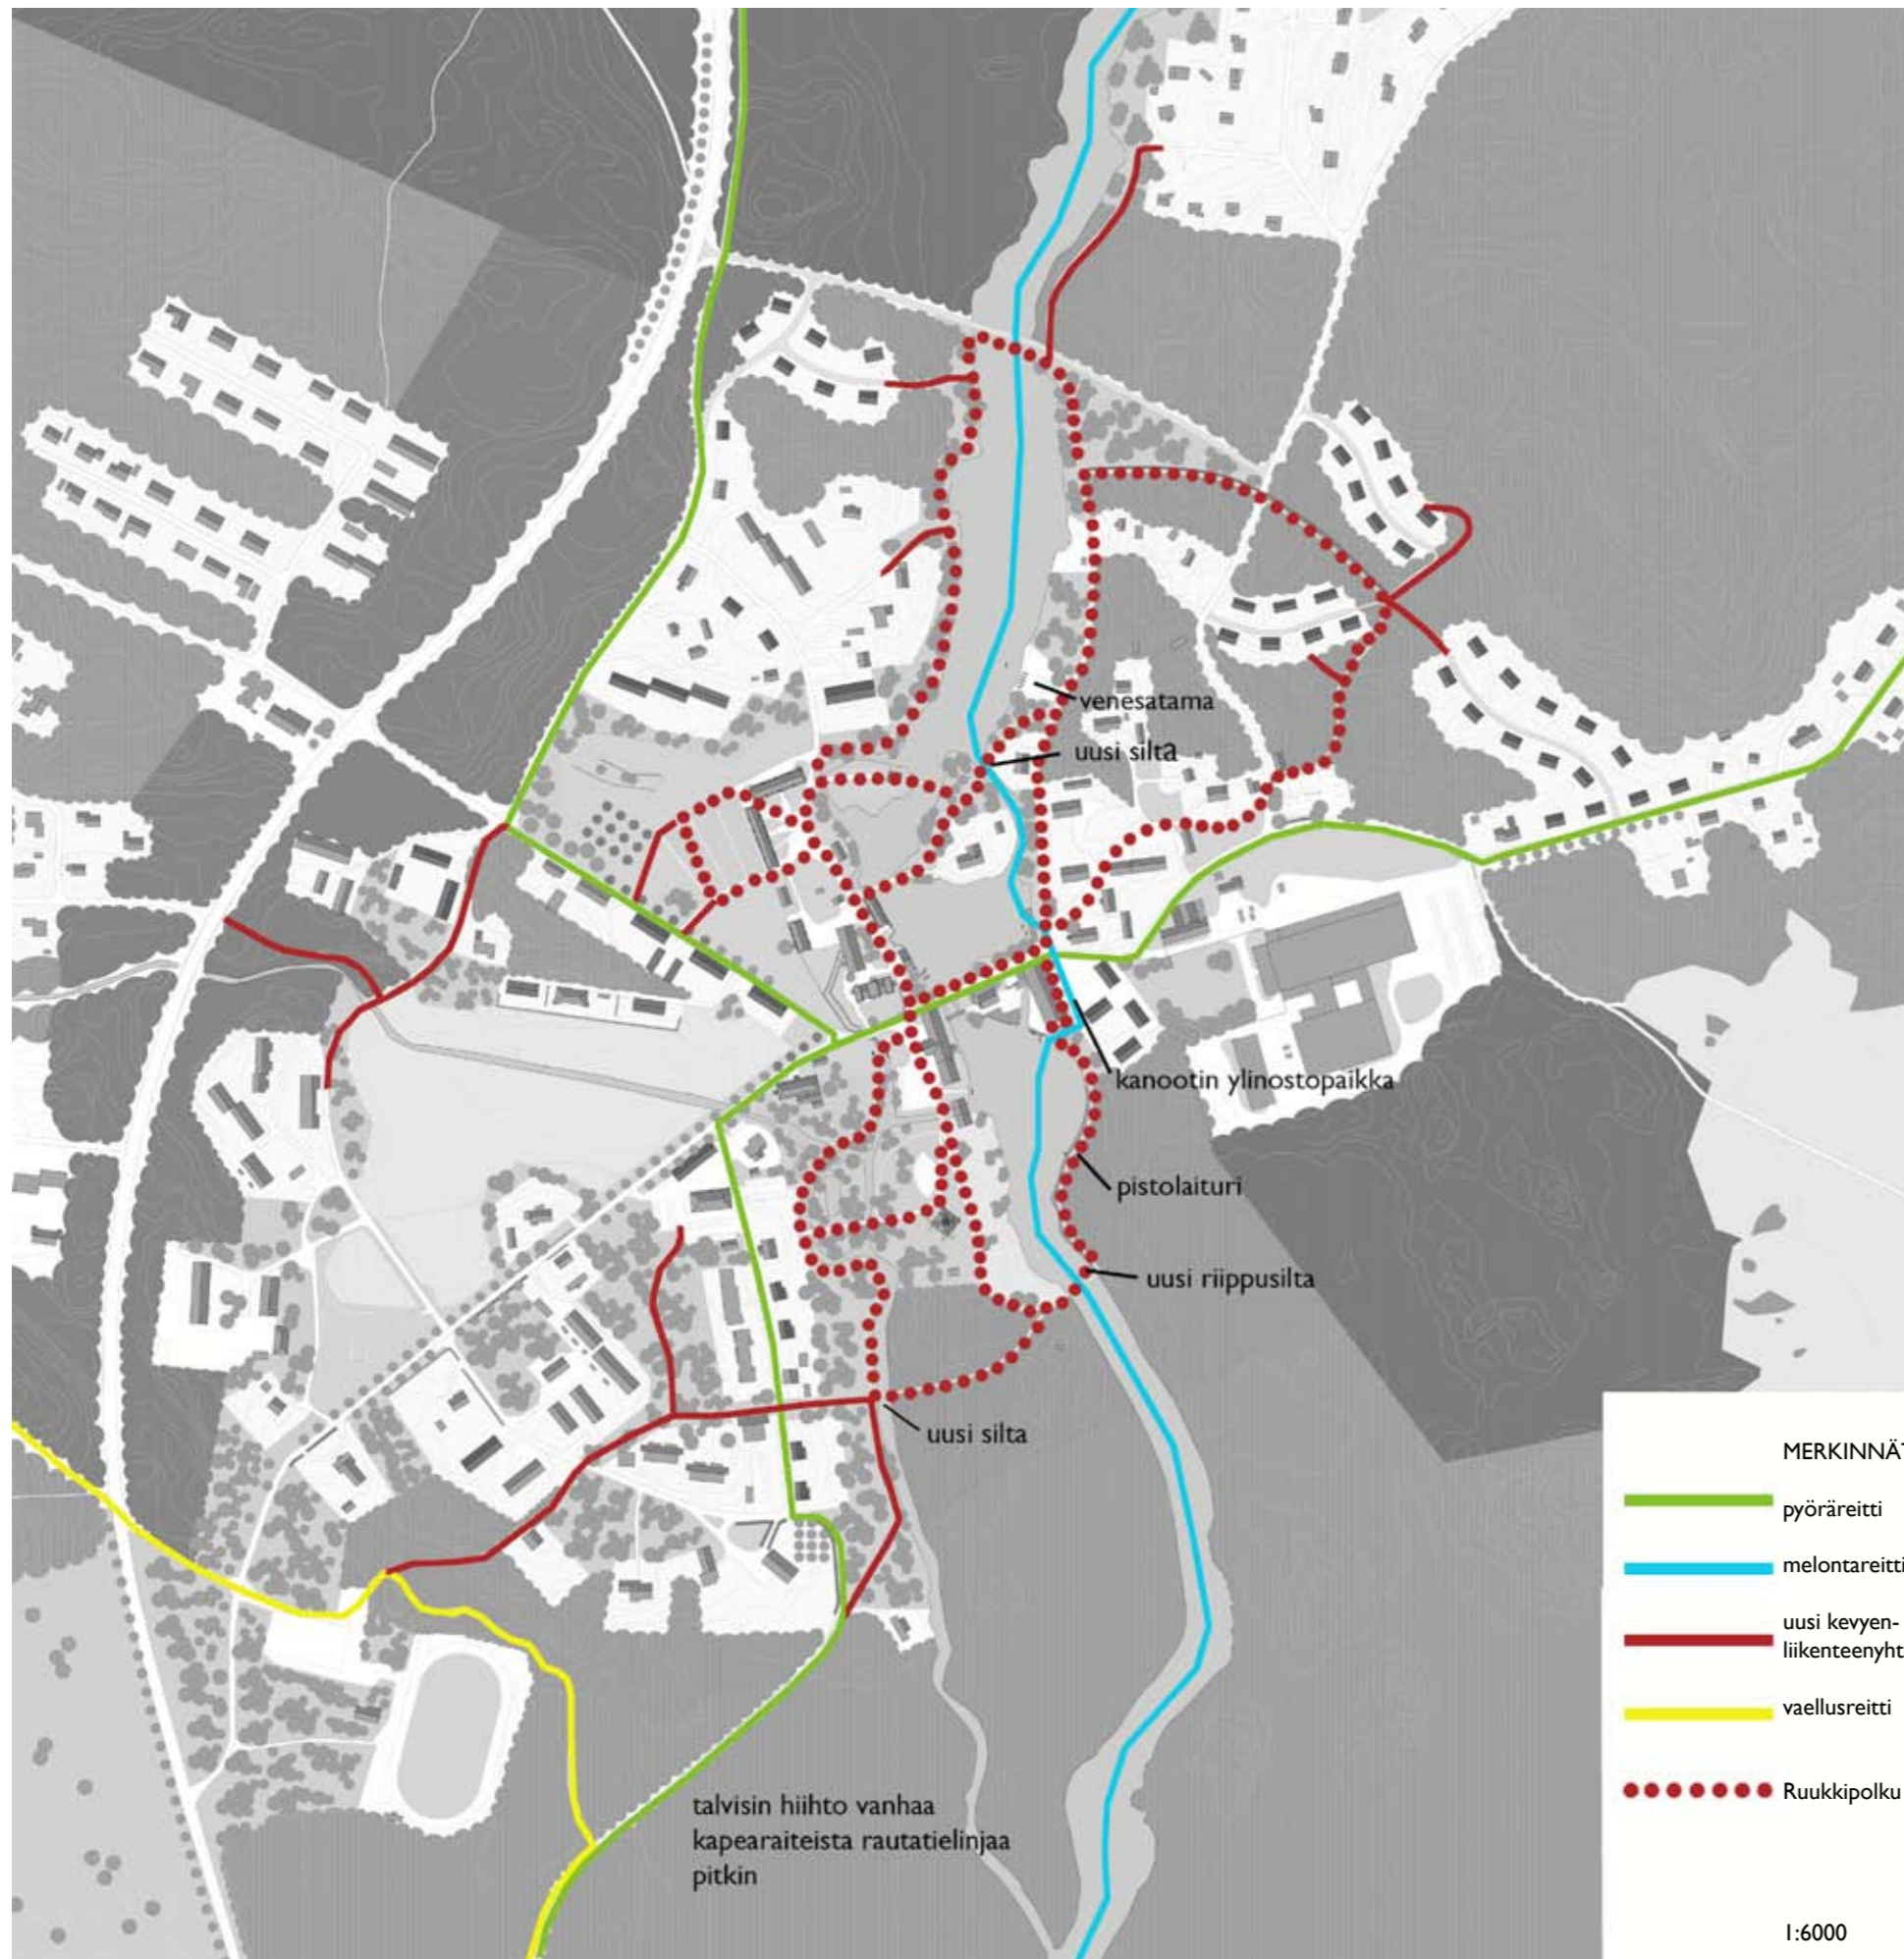 venesatama
uusi silta
kanootin ylinostopaikka
pistolaituri
uusi riippusilta
uusi silta
talvisin hiihto vanhaa
kapearaiteista rautatielinjaa
pitkin
MERKINNÄT
pyöräreitti
melontareitti
uusi kevyen-
liikenteenyht
vaellusreitti
Ruukkipolku
1:6000